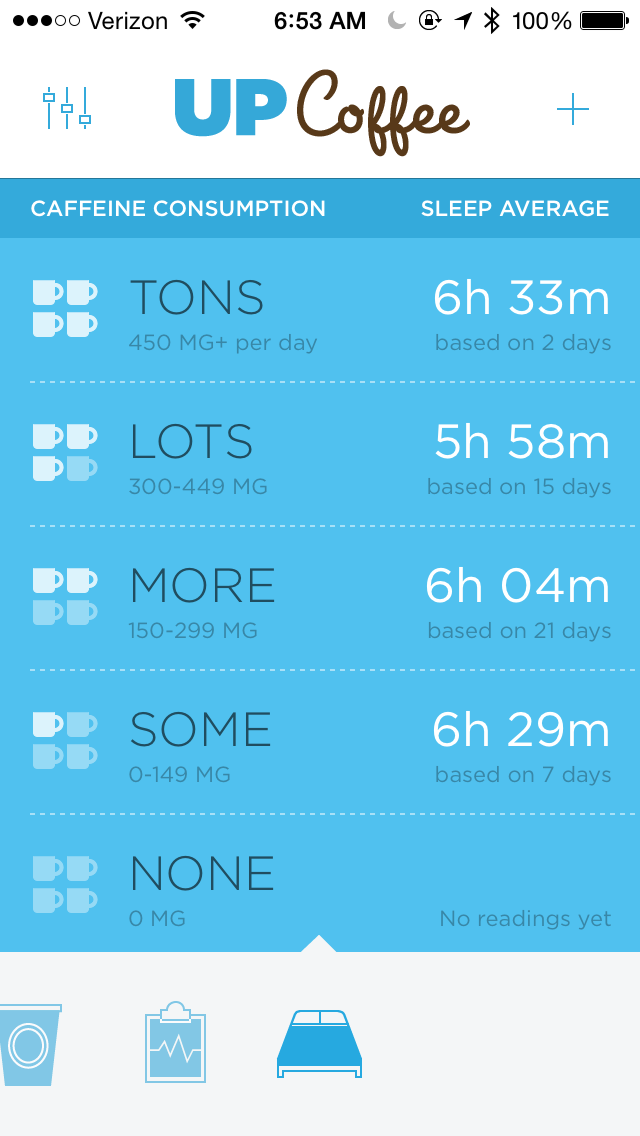 Verizon 6:53 AM 100%
UP Coffee
CAFFEINE CONSUMPTION SLEEP AVERAGE
TONS 6h 33m
450 MG+ per day based on 2 days
LOTS 5h 58m
300-449 MG based on 15 days
MORE 6h 04m
150-299 MG based on 21 days
SOME 6h 29m
0-149 MG based on 7 days
NONE
0 MG No readings yet